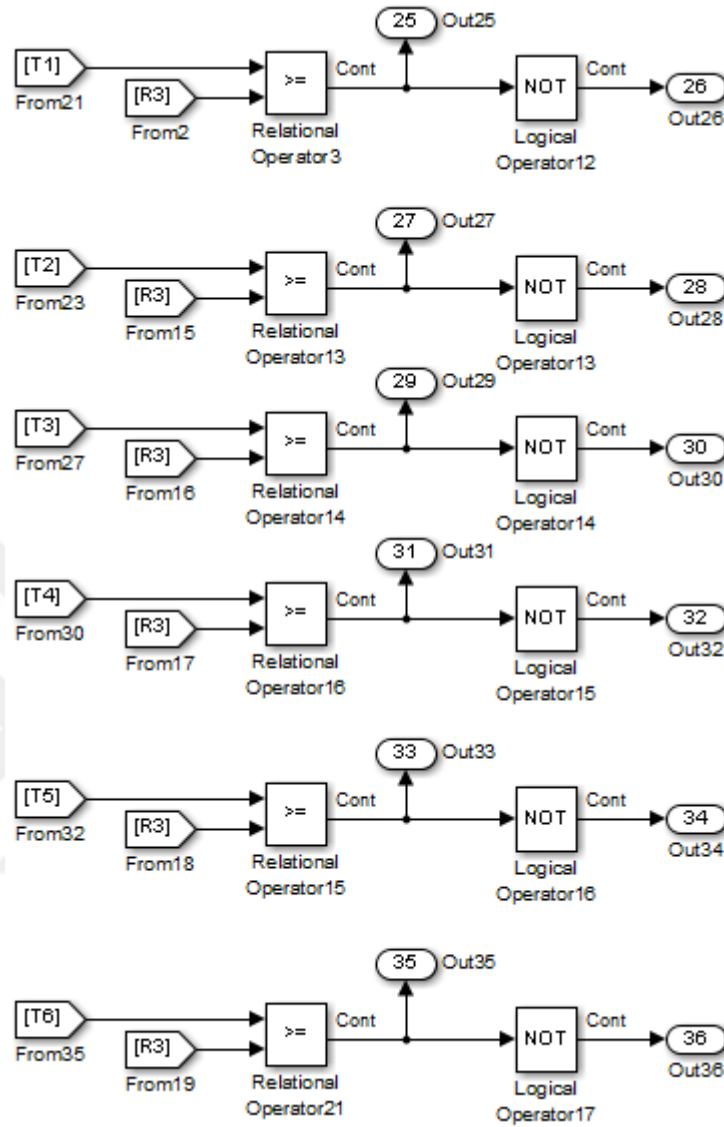 25 Out25
[T1] >= Cont NOT Cont 26
From21 [R3] Out26
From2 Relational Logical
Operator3 Operator12
27 Out27
[T2] >= Cont NOT Cont 28
From23 [R3] Out28
From15 Relational Logical
Operator13 Operator13
29 Out29
[T3] >= Cont NOT Cont 30
From27 [R3] Out30
From16 Relational Logical
Operator14 Operator14
31 Out31
[T4] >= Cont NOT Cont 32
From30 [R3] Out32
From17 Relational Logical
Operator16 Operator15
33 Out33
[T5] >= Cont NOT Cont 34
From32 [R3] Out34
From18 Relational Logical
Operator15 Operator16
35 Out35
[T6] >= Cont NOT Cont 36
From35 [R3] Out36
From19 Relational Logical
Operator21 Operator17